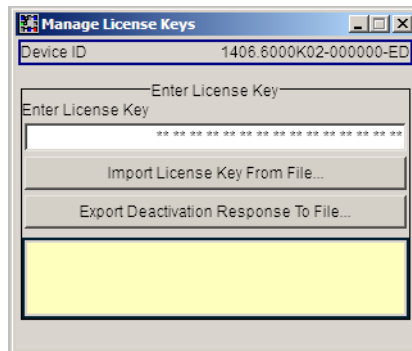 Manage License Keys
Device ID 1406.6000K02-000000-ED
Enter License Key
Enter License Key
** ** ** ** ** ** ** ** ** ** ** ** ** ** **
Import License Key From File...
Export Deactivation Response To File...